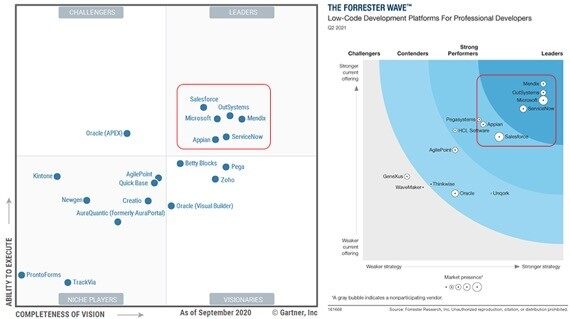 CHALLENGERS
LEADERS
Salesforce
OutSystems
Microsoft
Mendix
Appian
ServiceNow
Oracle (APEX)
Betty Blocks
Pega
Zoho
Kintone
AgilePoint
Quick Base
Newgen
Creatio
Oracle (Visual Builder)
AuraQuantic (formerly AuraPortal)
ProntoForms
TrackVia
NICHE PLAYERS
VISIONARIES
ABILITY TO EXECUTE
COMPLETENESS OF VISION
As of September 2020
© Gartner, Inc
THE FORRESTER WAVE™
Low-Code Development Platforms For Professional Developers
Q2 2021
Challengers
Contenders
Strong Performers
Leaders
Stronger current offering
Mendix
OutSystems
Microsoft
ServiceNow
Pegasystems
Appian
HCL Software
Salesforce
AgilePoint
GeneXus
WaveMaker
Thinkwise
Oracle
Unqork
Weaker current offering
Weaker strategy
Stronger strategy
Market presence*
*A gray bubble indicates a nonparticipating vendor.
Source: Forrester Research, Inc. Unauthorized reproduction, citation, or distribution prohibited.